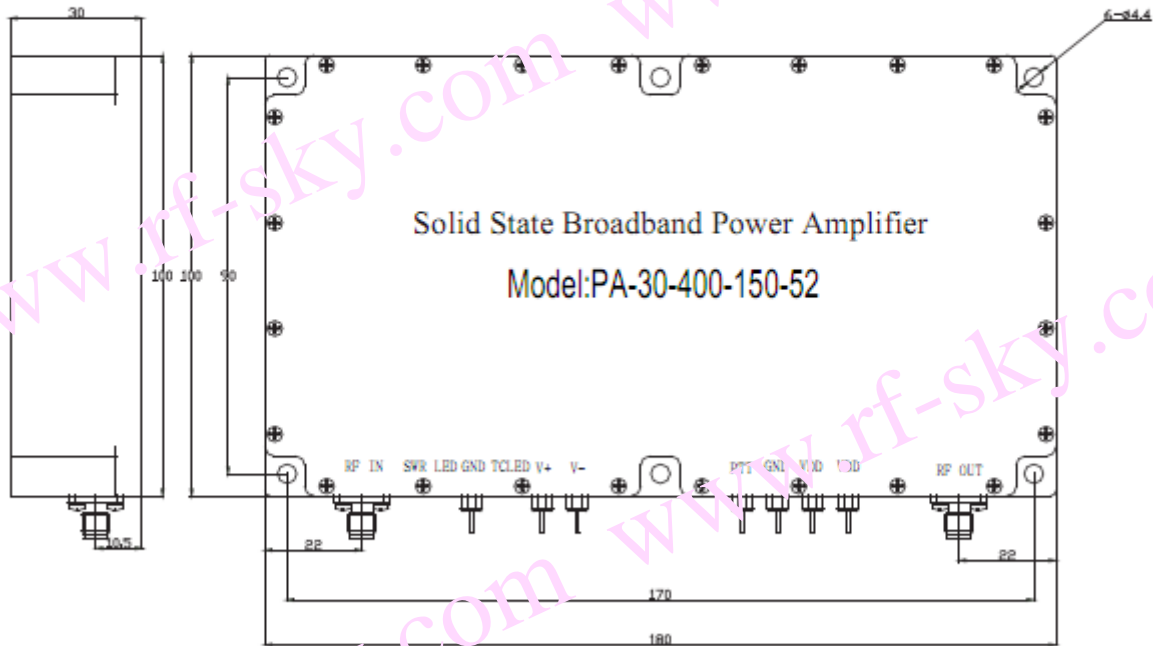 30
6-ø4.4
Solid State Broadband Power Amplifier
100 100 90
Model:PA-30-400-150-52
RF IN SWR LED GND TCLED V+ V- PTT GND VDD VDD RF OUT
10.5
22
22
170
180
www.rf-sky.com
www.rf-sky.com